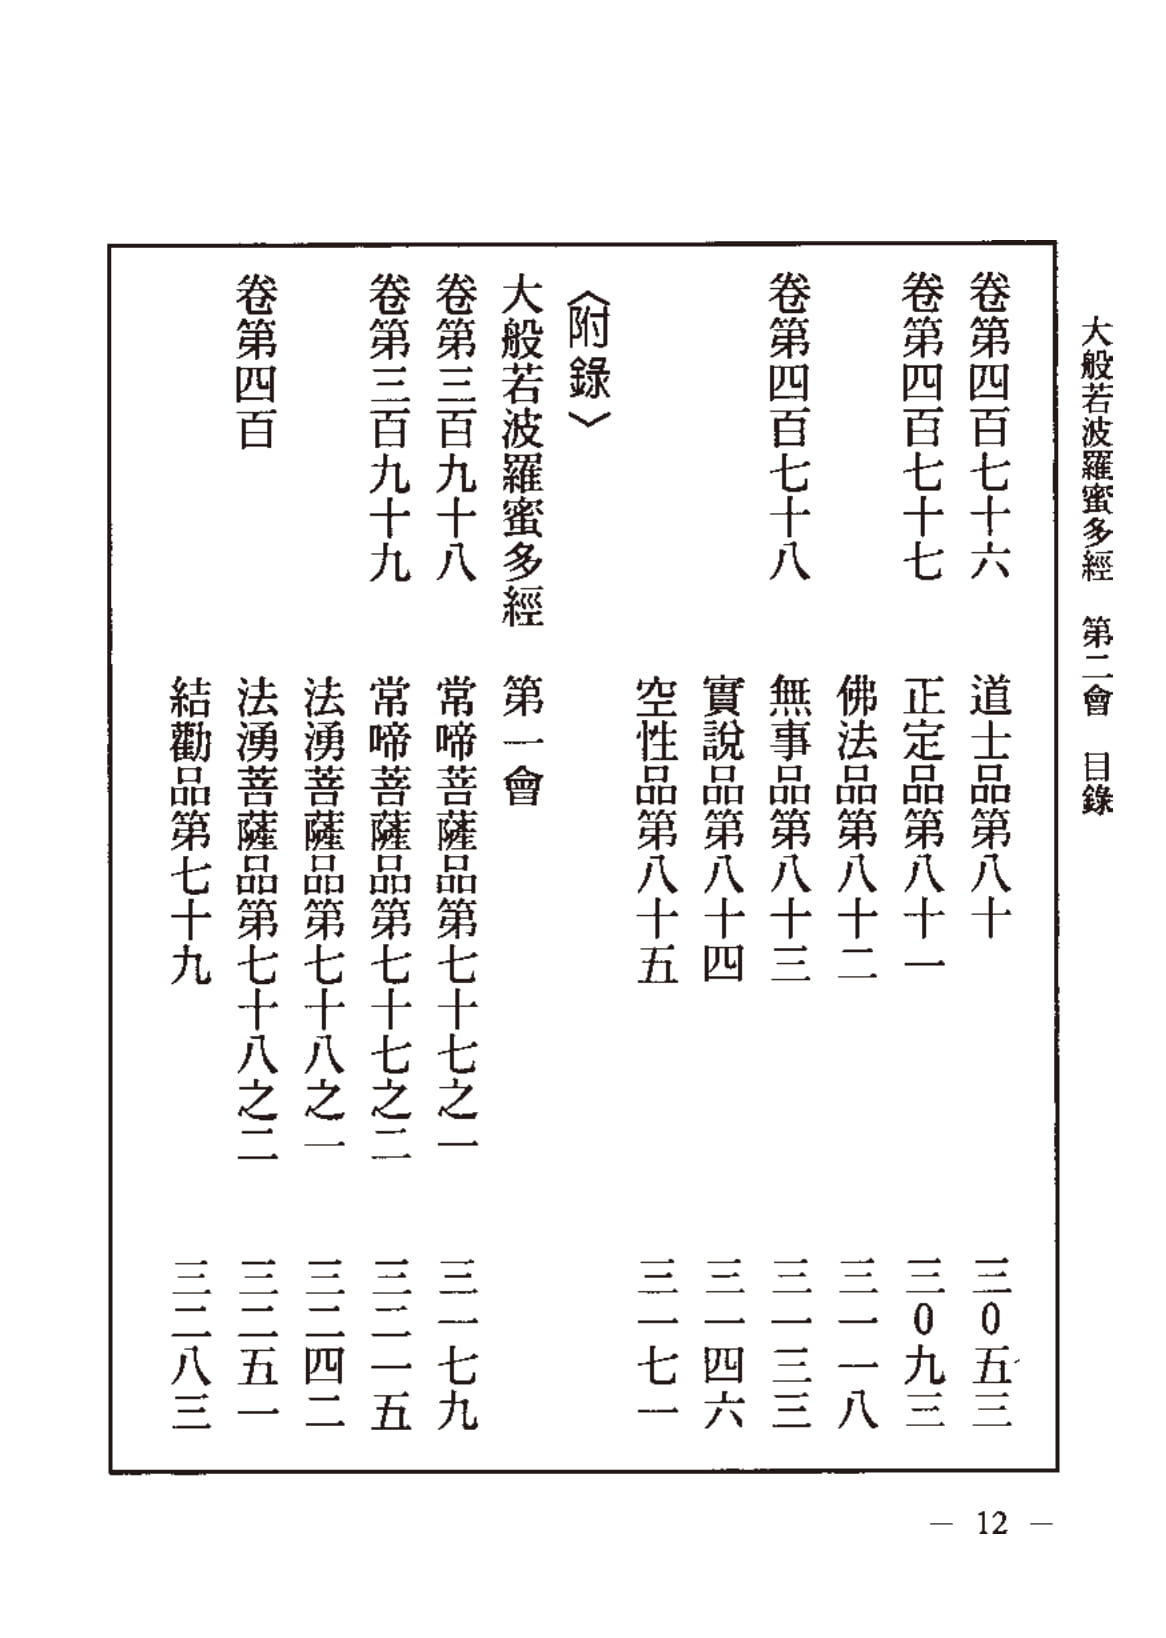 大般若波羅蜜多經　第二會　目錄
卷第四百七十六　道士品第八十　三0五三
卷第四百七十七　正定品第八十一　三0九三
佛法品第八十二　三一一八
卷第四百七十八　無事品第八十三　三一三三
實說品第八十四　三一四六
空性品第八十五　三一七一
〈附錄〉
大般若波羅蜜多經　第一會
卷第三百九十八　常啼菩薩品第七十七之一　三一七九
卷第三百九十九　常啼菩薩品第七十七之二　三二一五
法湧菩薩品第七十八之一　三二四二
卷第四百　法湧菩薩品第七十八之二　三二五一
結勸品第七十九　三二八三
— 12 —